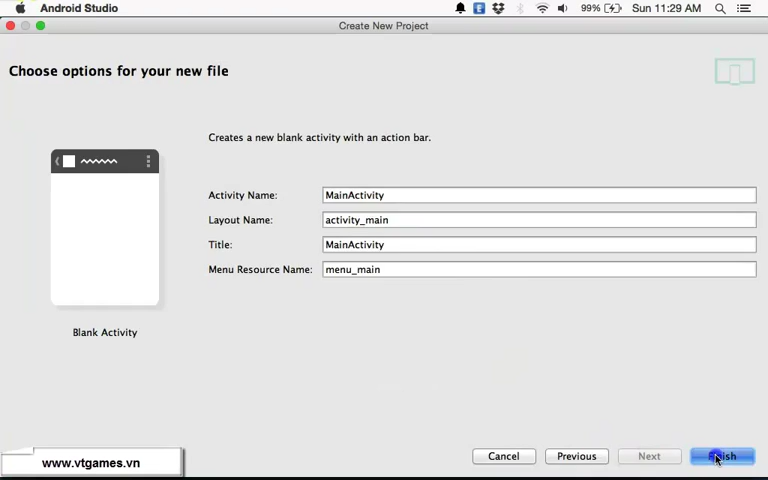 Android Studio 99% Sun 11:29 AM
Create New Project
Choose options for your new file
Creates a new blank activity with an action bar.
Activity Name: MainActivity
Layout Name: activity_main
Title: MainActivity
Menu Resource Name: menu_main
Blank Activity
Cancel Previous Next Finish
www.vtgames.vn